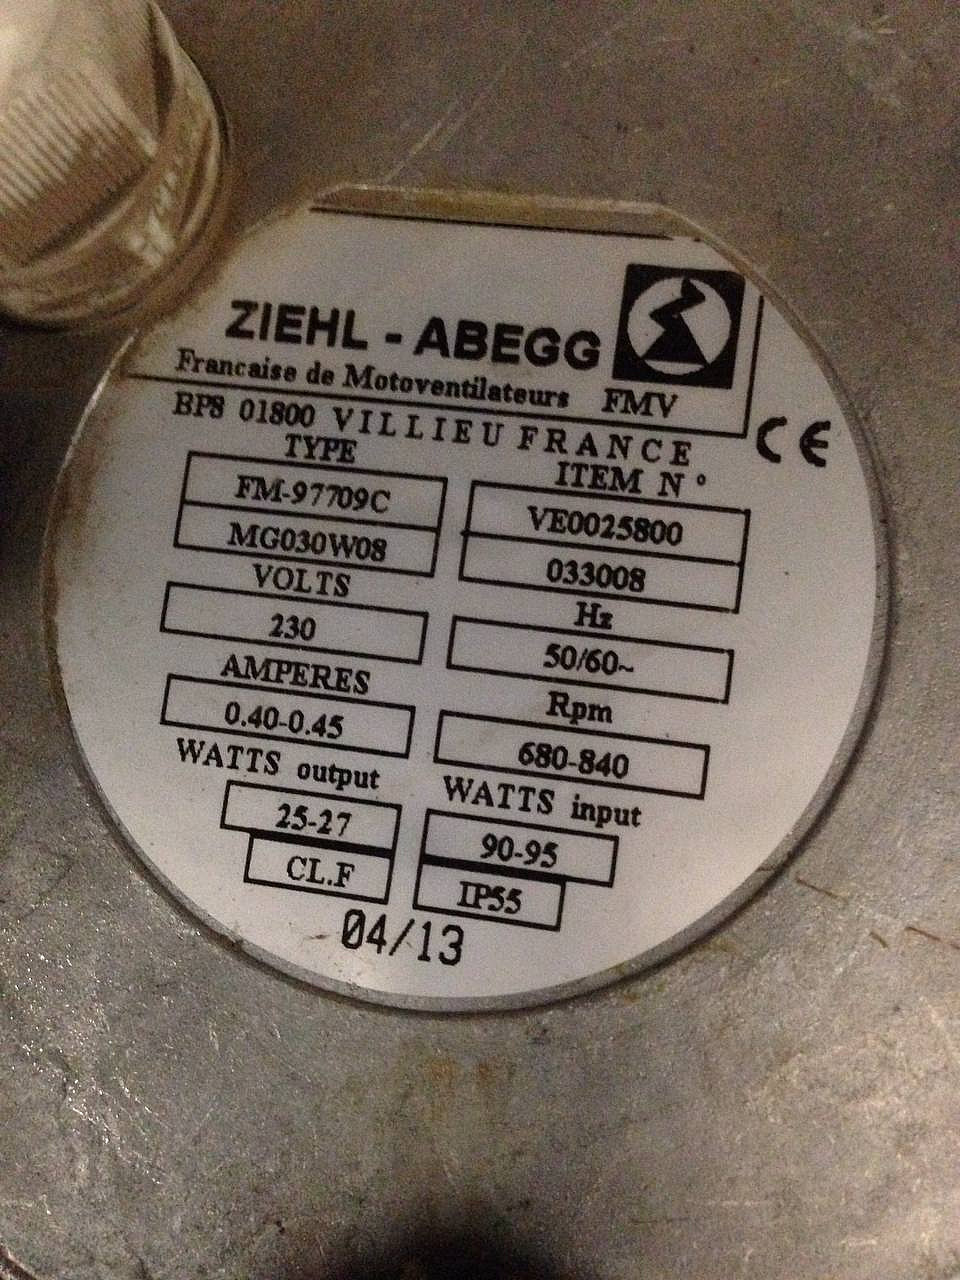 ZIEHL - ABEGG
Francaise de Motoventilateurs FMV
BP8 01800 VILLIEU FRANCE
CE
TYPE
FM-97709C
MG030W08
ITEM N°
VE0025800
033008
VOLTS
230
Hz
50/60~
AMPERES
0.40-0.45
Rpm
680-840
WATTS output
25-27
WATTS input
90-95
CL.F
IP55
04/13